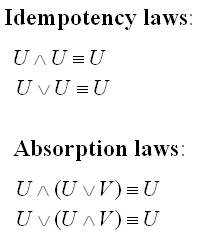 Idempotency laws:
U ∧ U ≡ U
U ∨ U ≡ U
Absorption laws:
U ∧ (U ∨ V) ≡ U
U ∨ (U ∧ V) ≡ U